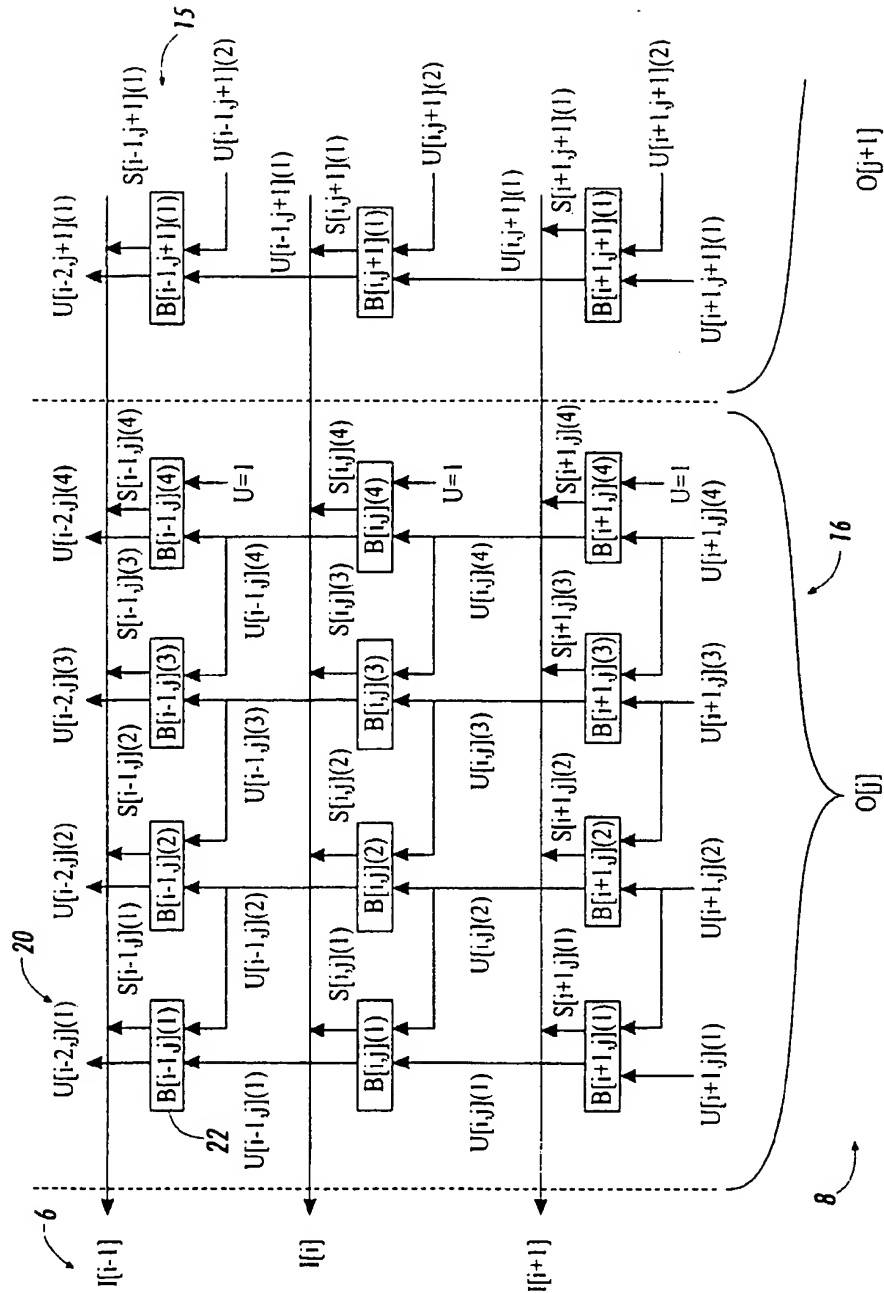 U[i-2,j](1) U[i-2,j](2) U[i-2,j](3) U[i-2,j](4) U[i-2,j+1](1)
20
15
6
S[i-1,j](1) S[i-1,j](2) S[i-1,j](3) S[i-1,j](4) S[i-1,j+1](1)
I[i-1]
B[i-1,j](1) B[i-1,j](2) B[i-1,j](3) B[i-1,j](4) B[i-1,j+1](1)
22
U=1 U[i-1,j+1](2)
U[i-1,j](1) U[i-1,j](2) U[i-1,j](3) U[i-1,j](4) U[i-1,j+1](1)
I[i]
S[i,j](1) S[i,j](2) S[i,j](3) S[i,j](4) S[i,j+1](1)
B[i,j](1) B[i,j](2) B[i,j](3) B[i,j](4) B[i,j+1](1)
U=1 U[i,j+1](2)
U[i,j](1) U[i,j](2) U[i,j](3) U[i,j](4) U[i,j+1](1)
I[i+1]
S[i+1,j](1) S[i+1,j](2) S[i+1,j](3) S[i+1,j](4) S[i+1,j+1](1)
B[i+1,j](1) B[i+1,j](2) B[i+1,j](3) B[i+1,j](4) B[i+1,j+1](1)
U=1 U[i+1,j+1](2)
U[i+1,j](1) U[i+1,j](2) U[i+1,j](3) U[i+1,j](4) U[i+1,j+1](1)
16
8
O[j] O[j+1]